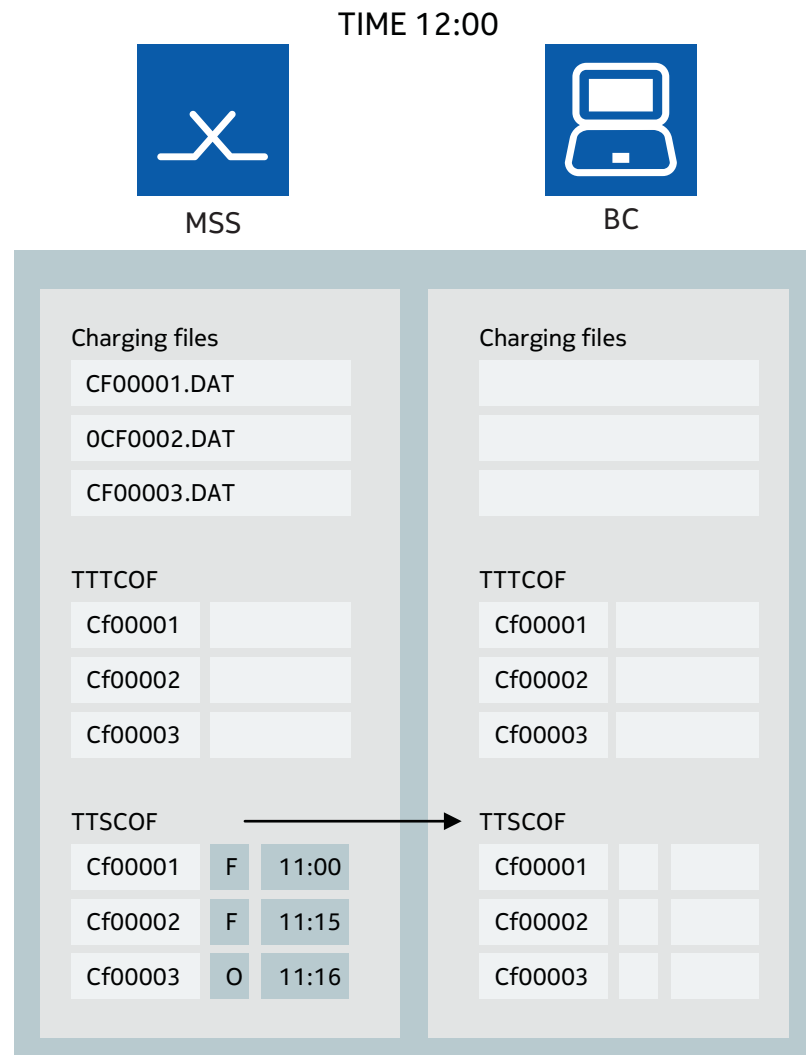 TIME 12:00
MSS
BC
Charging files
CF00001.DAT
0CF0002.DAT
CF00003.DAT
TTTCOF
Cf00001
Cf00002
Cf00003
TTSCOF
Cf00001 F 11:00
Cf00002 F 11:15
Cf00003 O 11:16
Charging files
TTTCOF
Cf00001
Cf00002
Cf00003
TTSCOF
Cf00001
Cf00002
Cf00003